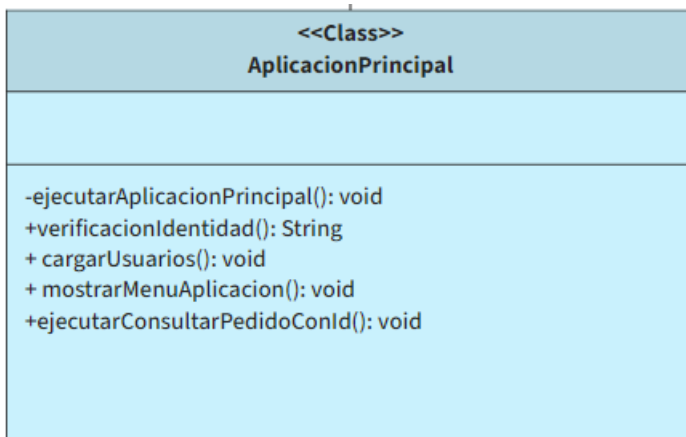 <<Class>>
AplicacionPrincipal
-ejecutarAplicacionPrincipal(): void
+verificacionIdentidad(): String
+ cargarUsuarios(): void
+ mostrarMenuAplicacion(): void
+ejecutarConsultarPedidoConId(): void